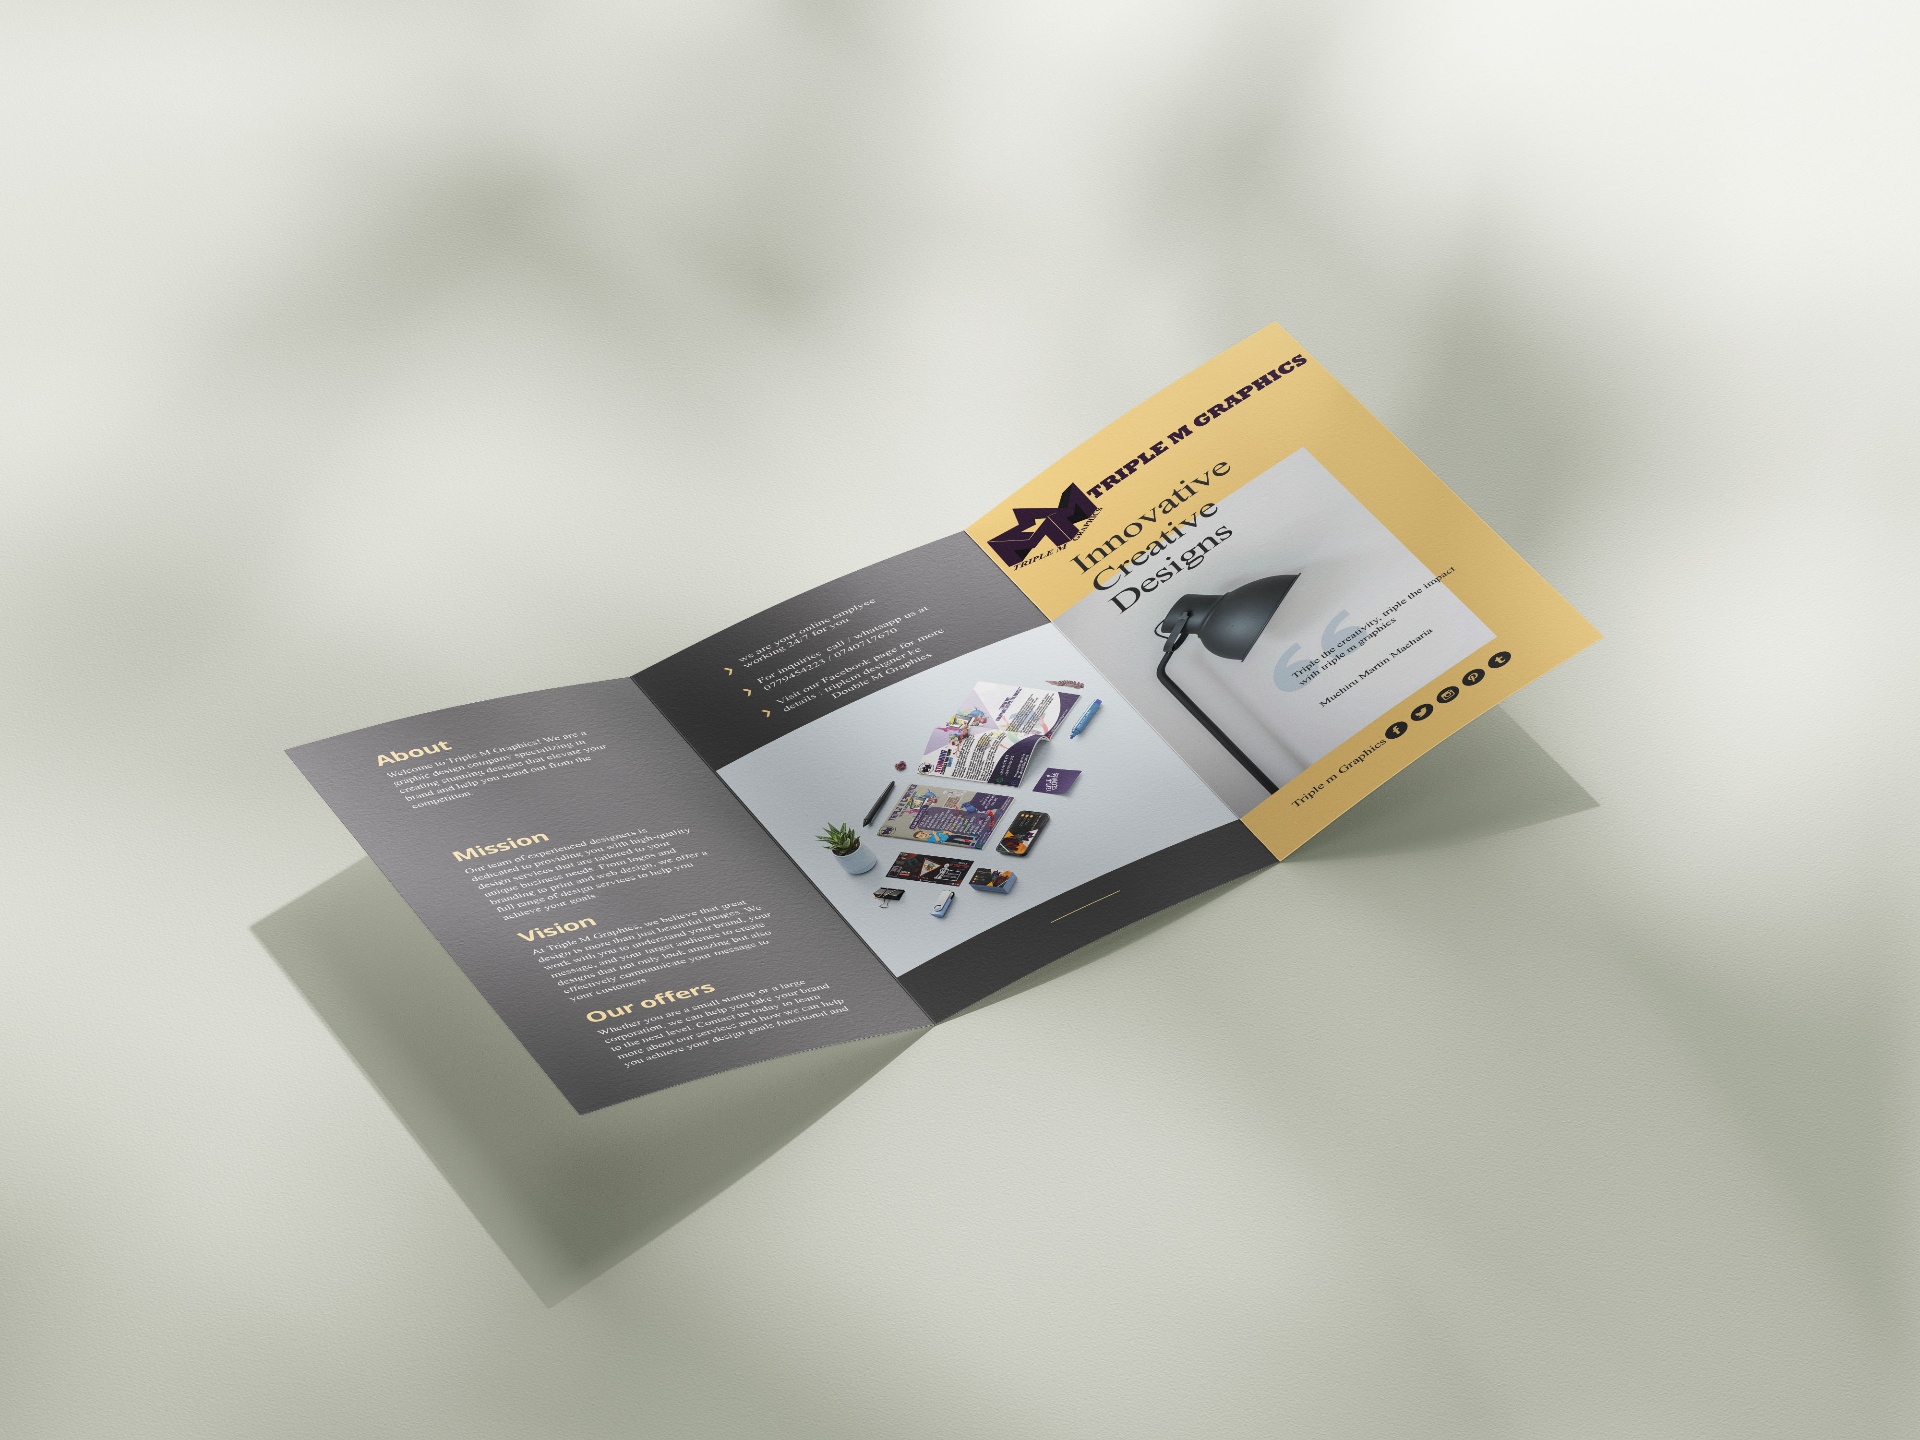 About
Welcome to Triple M Graphics! We are a
graphic design company specializing in
creating stunning designs that elevate your
brand and help you stand out from the
competition.
Mission
Our team of experienced designers is
dedicated to providing you with high-quality
design services that are tailored to your
unique business needs. From logos and
branding to print and web design, we offer a
full range of design services to help you
achieve your goals
Vision
At Triple M Graphics, we believe that great
design is more than just beautiful images. We
work with you to understand your brand, your
message, and your target audience to create
designs that not only look amazing but also
effectively communicate your message to
your customers
Our offers
Whether you are a small startup or a large
corporation, we can help you take your brand
to the next level. Contact us today to learn
more about our services and how we can help
you achieve your design goals functional and
we are your online emplyee
working 24/7 for you
For inquiries call / whatsapp us at
0779454223 / 0740717670
Visit our Facebook page for more
details : triplem designer ke
Double M Graphics
TRIPLE M GRAPHICS
TRIPLE M GRAPHICS
Innovative
Creative
Designs
Triple the creativity, triple the impact
with triple m graphics
Muchiru Martin Macharia
Triple m Graphics